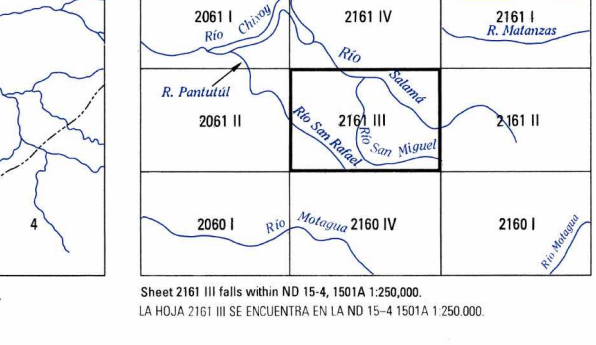 2061 I
2161 IV
2161 I
Río Chixoy
R. Matanzas
Río Salamá
R. Pantutúl
2061 II
2161 III
2161 II
Río San Rafael
Río San Miguel
4
2060 I
Río Motagua
2160 IV
2160 I
Río Motagua
Sheet 2161 III falls within ND 15-4, 1501A 1:250,000.
LA HOJA 2161 III SE ENCUENTRA EN LA ND 15–4 1501A 1:250.000.